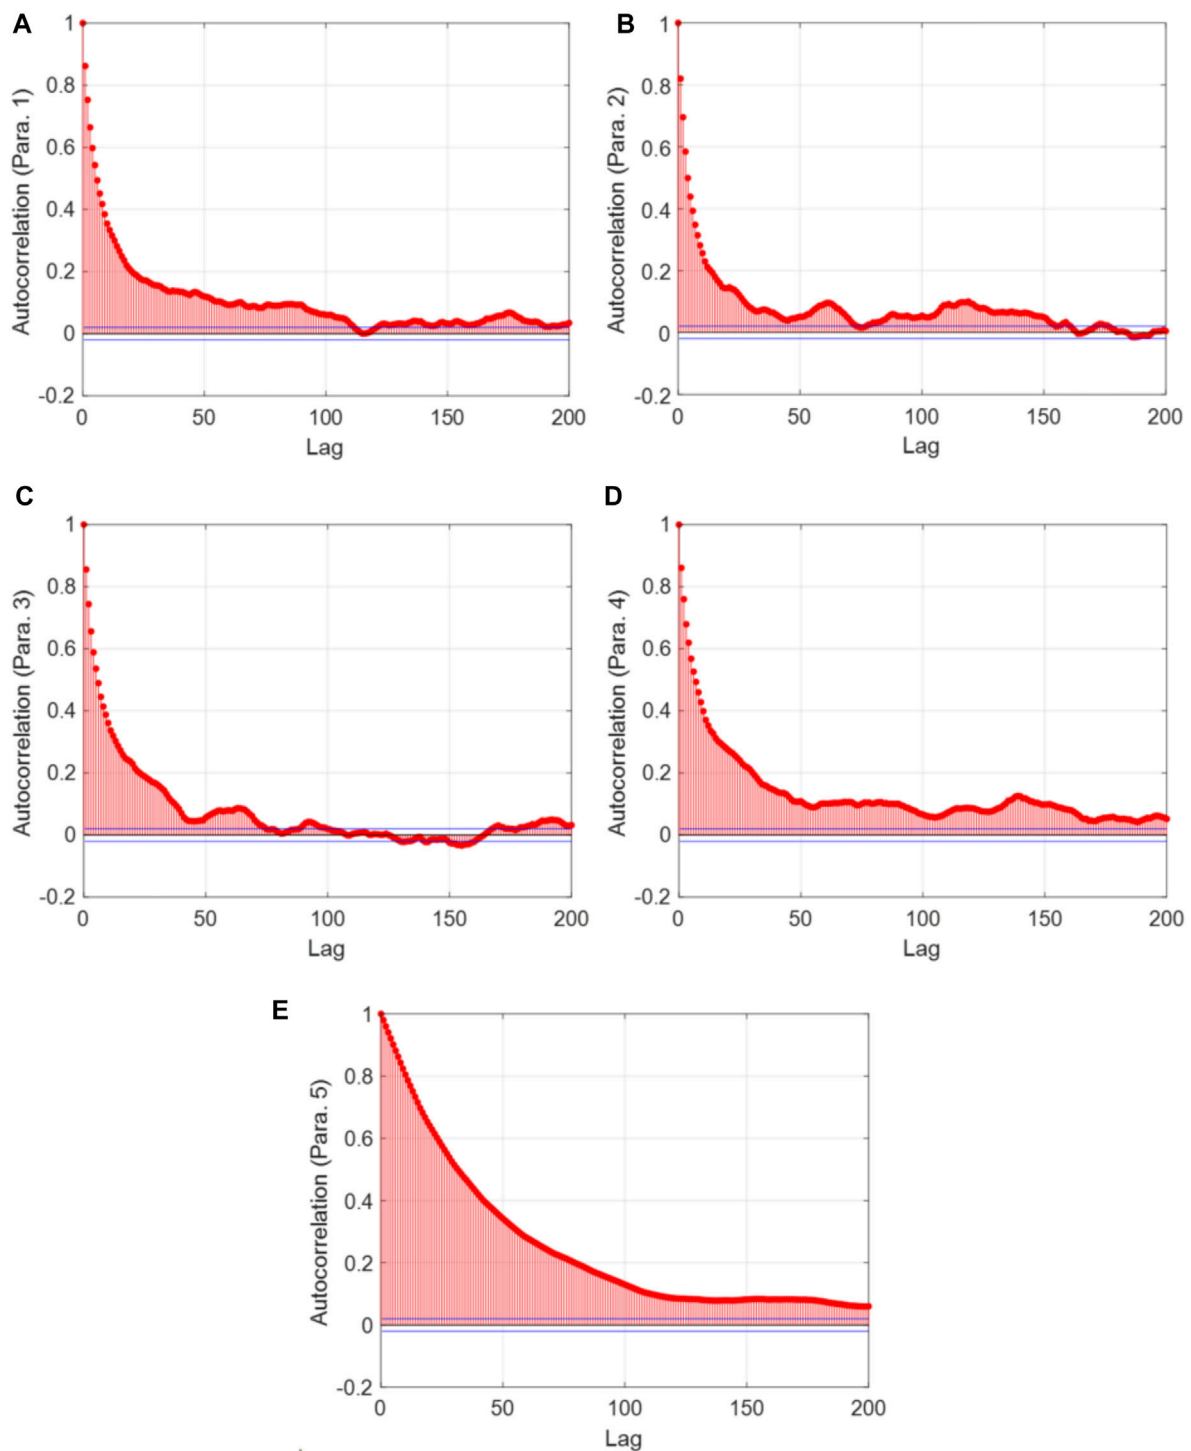 A
Autocorrelation (Para. 1)
1
0.8
0.6
0.4
0.2
0
-0.2
0 50 100 150 200
Lag
B
Autocorrelation (Para. 2)
1
0.8
0.6
0.4
0.2
0
-0.2
0 50 100 150 200
Lag
C
Autocorrelation (Para. 3)
1
0.8
0.6
0.4
0.2
0
-0.2
0 50 100 150 200
Lag
D
Autocorrelation (Para. 4)
1
0.8
0.6
0.4
0.2
0
-0.2
0 50 100 150 200
Lag
E
Autocorrelation (Para. 5)
1
0.8
0.6
0.4
0.2
0
-0.2
0 50 100 150 200
Lag